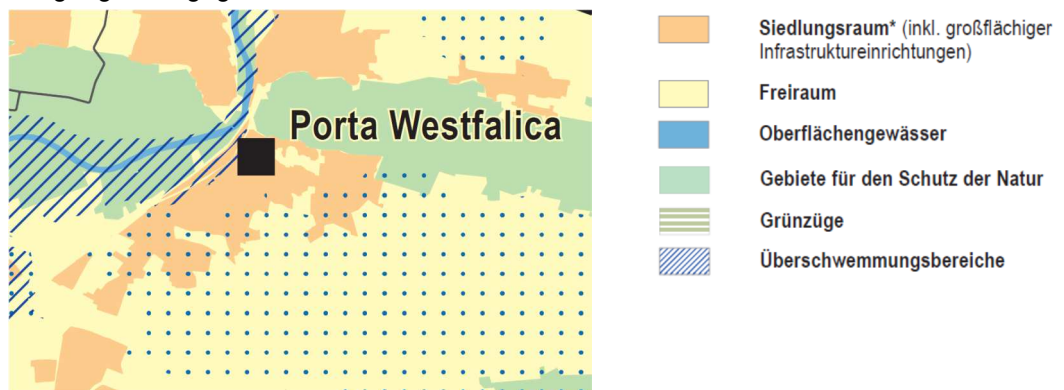 Porta Westfalica
Siedlungsraum* (inkl. großflächiger
Infrastruktureinrichtungen)
Freiraum
Oberflächengewässer
Gebiete für den Schutz der Natur
Grünzüge
Überschwemmungsbereiche